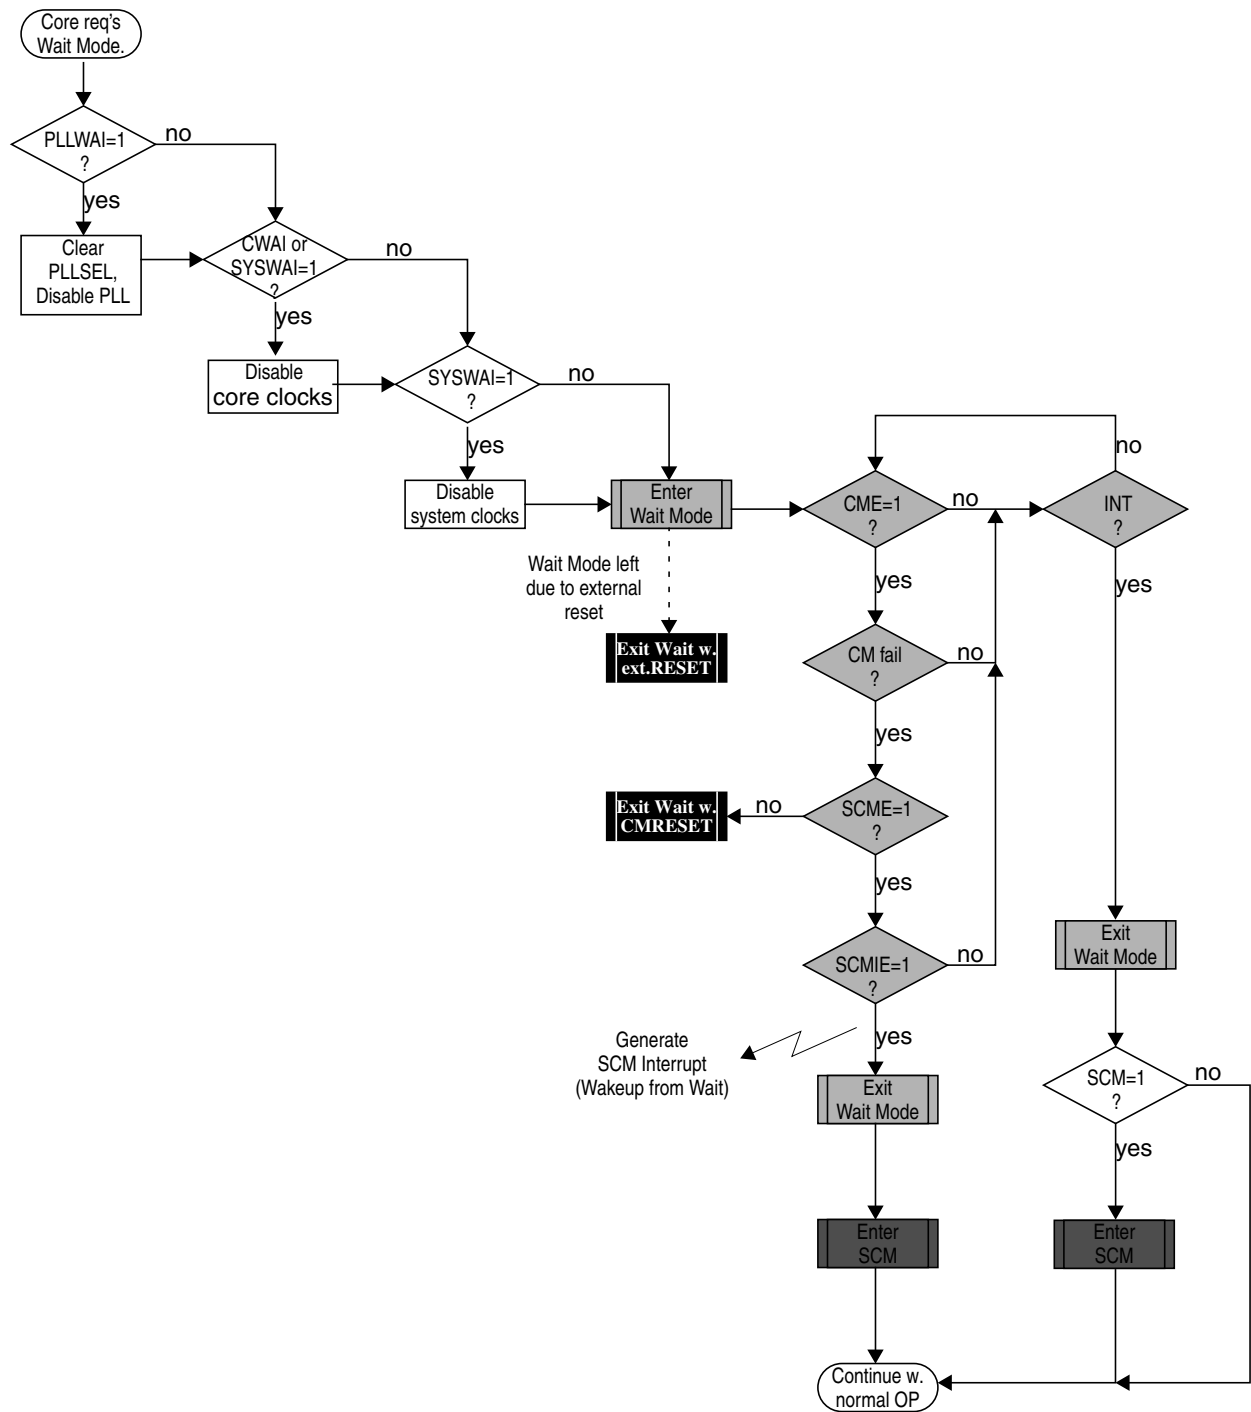 Core req's
Wait Mode.
PLLWAI=1
?
no
yes
Clear
PLLSEL,
Disable PLL
CWAI or
SYSWAI=1
?
no
yes
Disable
core clocks
SYSWAI=1
?
no
yes
Disable
system clocks
Enter
Wait Mode
Wait Mode left
due to external
reset
Exit Wait w.
ext.RESET
CME=1
?
no
yes
INT
?
no
yes
CM fail
?
no
yes
SCME=1
?
no
yes
Exit Wait w.
CMRESET
SCMIE=1
?
no
yes
Generate
SCM Interrupt
(Wakeup from Wait)
Exit
Wait Mode
Enter
SCM
Exit
Wait Mode
SCM=1
?
no
yes
Enter
SCM
Continue w.
normal OP